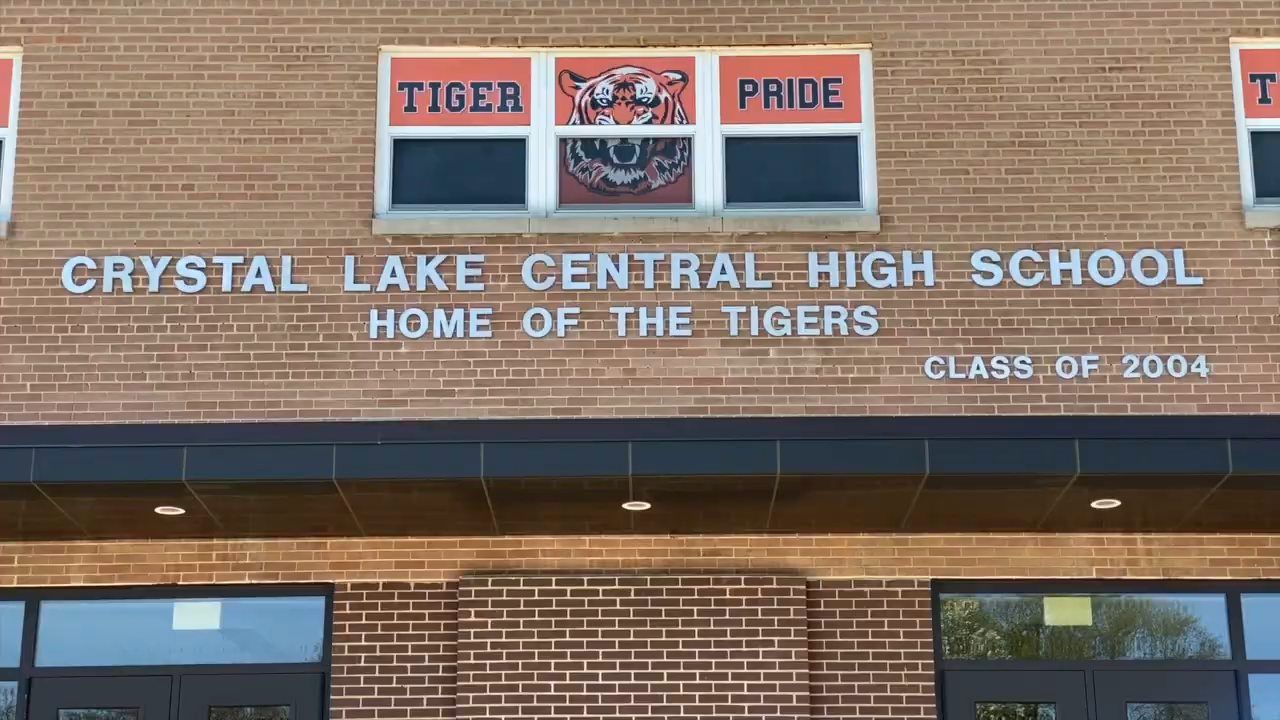 TIGER PRIDE T
CRYSTAL LAKE CENTRAL HIGH SCHOOL
HOME OF THE TIGERS
CLASS OF 2004